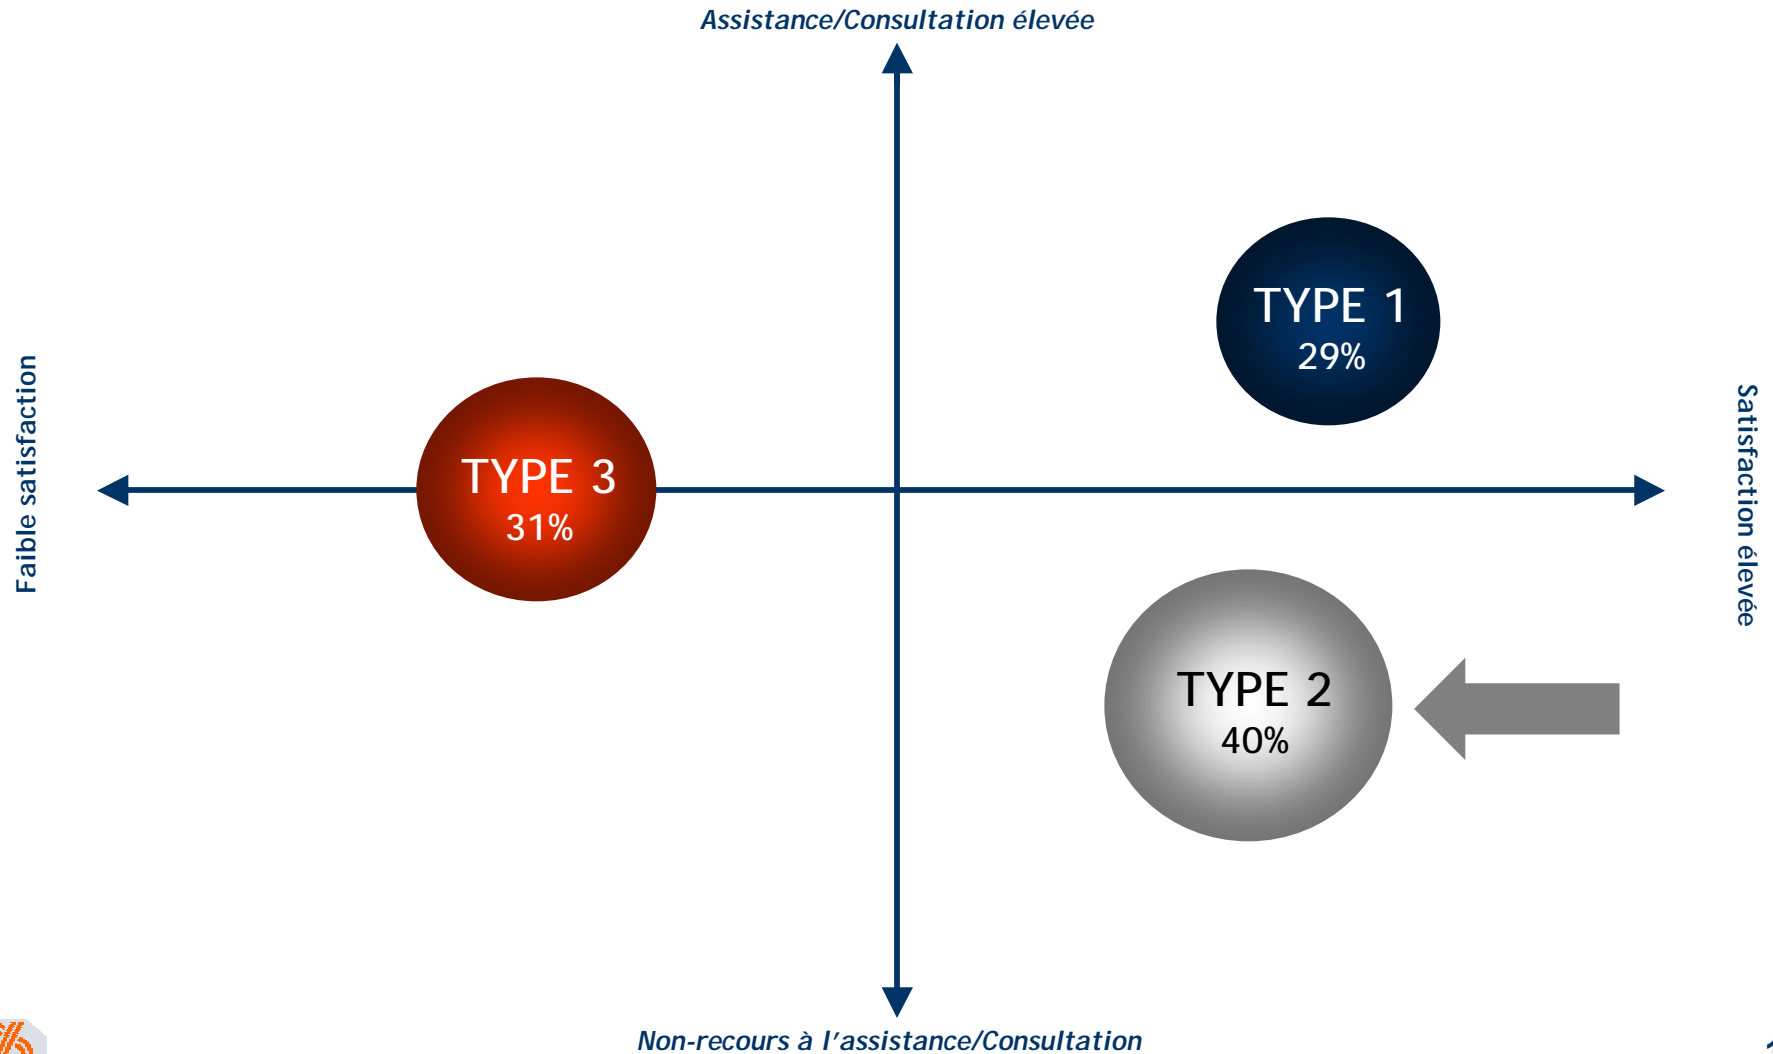 Assistance/Consultation élevée
TYPE 1
29%
Faible satisfaction
Satisfaction élevée
TYPE 3
31%
TYPE 2
40%
Non-recours à l'assistance/Consultation